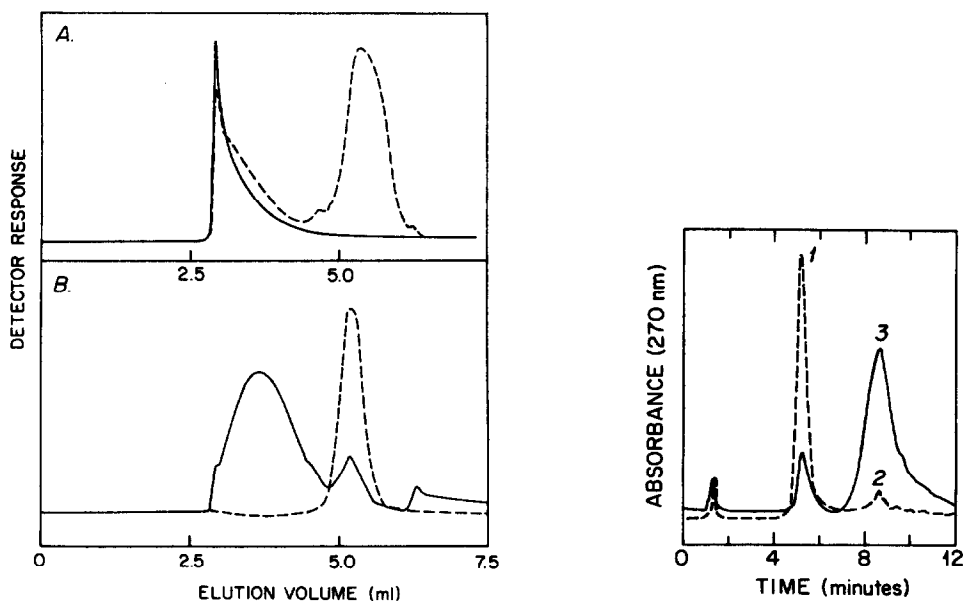 A.
DETECTOR RESPONSE
2.5 5.0
B.
0 2.5 5.0 7.5
ELUTION VOLUME (ml)
ABSORBANCE (270 nm)
1
3
2
0 4 8 12
TIME (minutes)